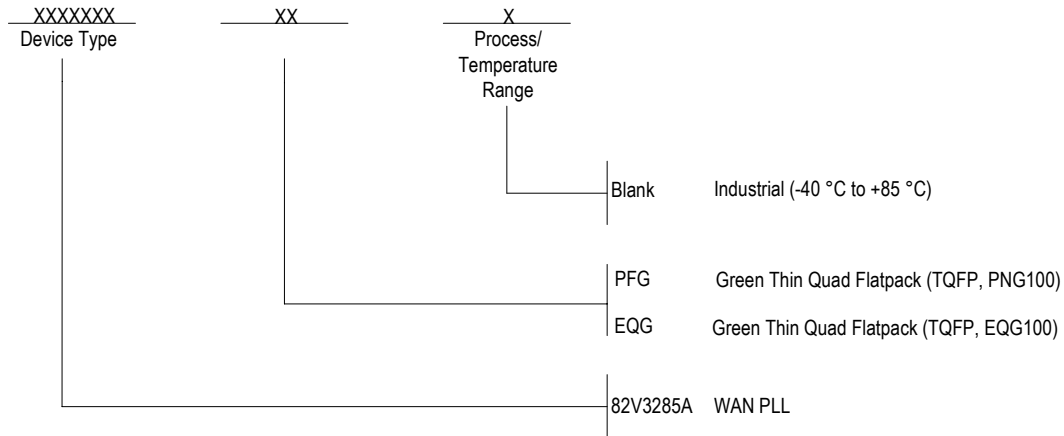 XXXXXXX XX X
Device Type Process/
Temperature
Range
Blank Industrial (-40 °C to +85 °C)
PFG Green Thin Quad Flatpack (TQFP, PNG100)
EQG Green Thin Quad Flatpack (TQFP, EQG100)
82V3285A WAN PLL